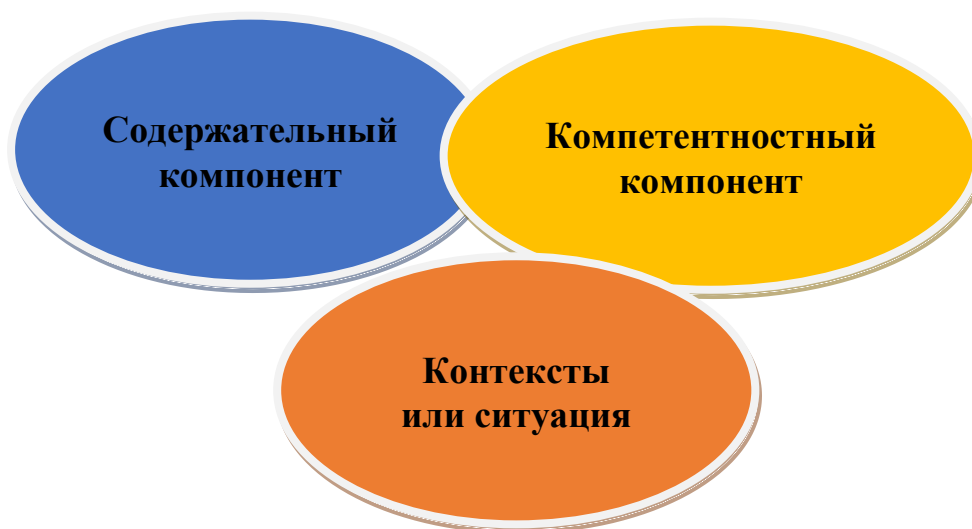 Содержательный
компонент
Компетентностный
компонент
Контексты
или ситуация